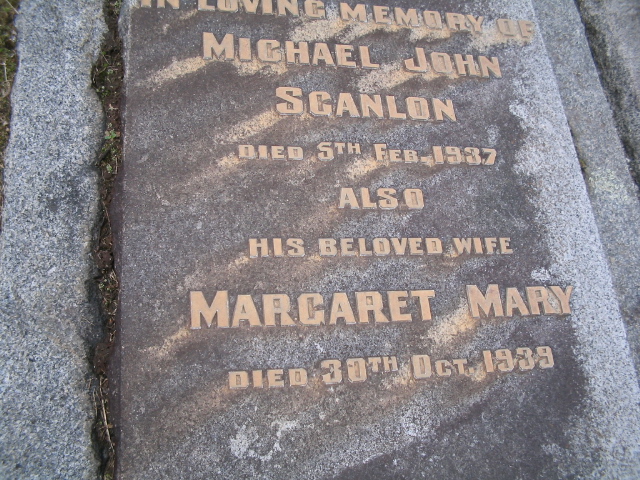 IN LOVING MEMORY OF
MICHAEL JOHN
SCANLON
DIED 5TH FEB. 1937
ALSO
HIS BELOVED WIFE
MARGARET MARY
DIED 30TH OCT. 1939